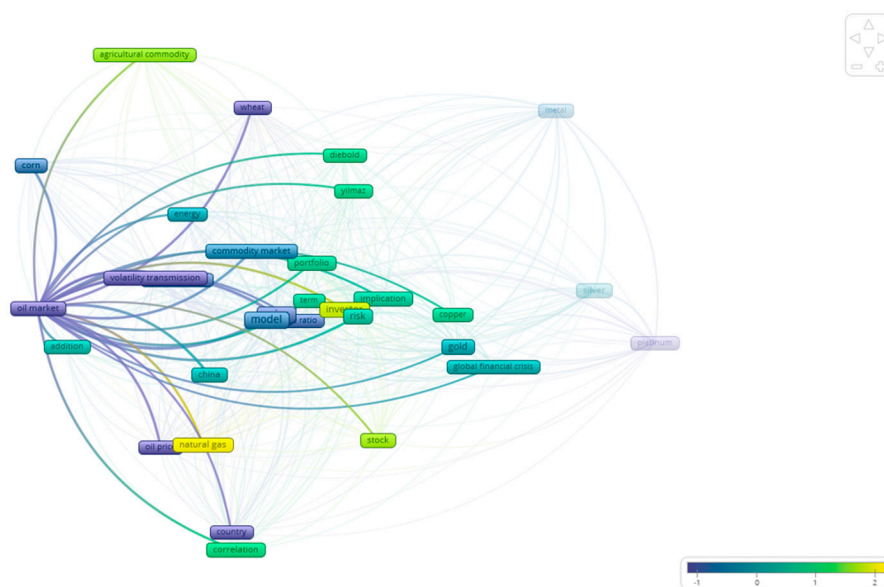 agricultural commodity
wheat
metal
diebold
corn
yilmaz
energy
commodity market
portfolio
volatility transmission
silver
term
implication
oil market
investor
copper
risk
model
ratio
platinum
addition
gold
global financial crisis
china
stock
oil price
natural gas
country
correlation
-1
0
1
2